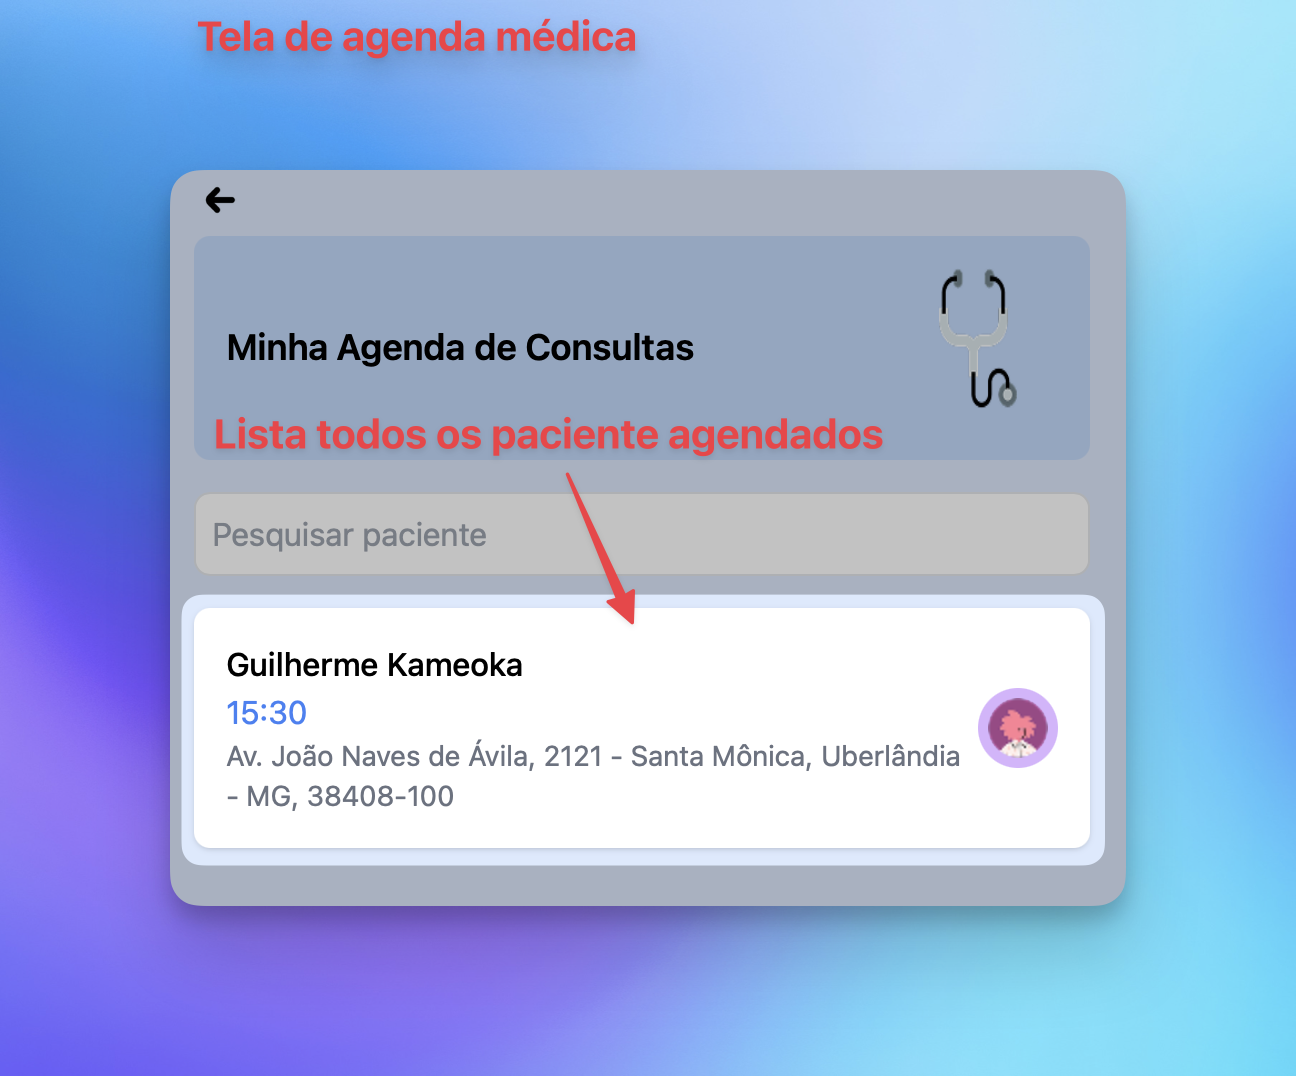 Tela de agenda médica
Minha Agenda de Consultas
Lista todos os paciente agendados
Pesquisar paciente
Guilherme Kameoka
15:30
Av. João Naves de Ávila, 2121 - Santa Mônica, Uberlândia
- MG, 38408-100